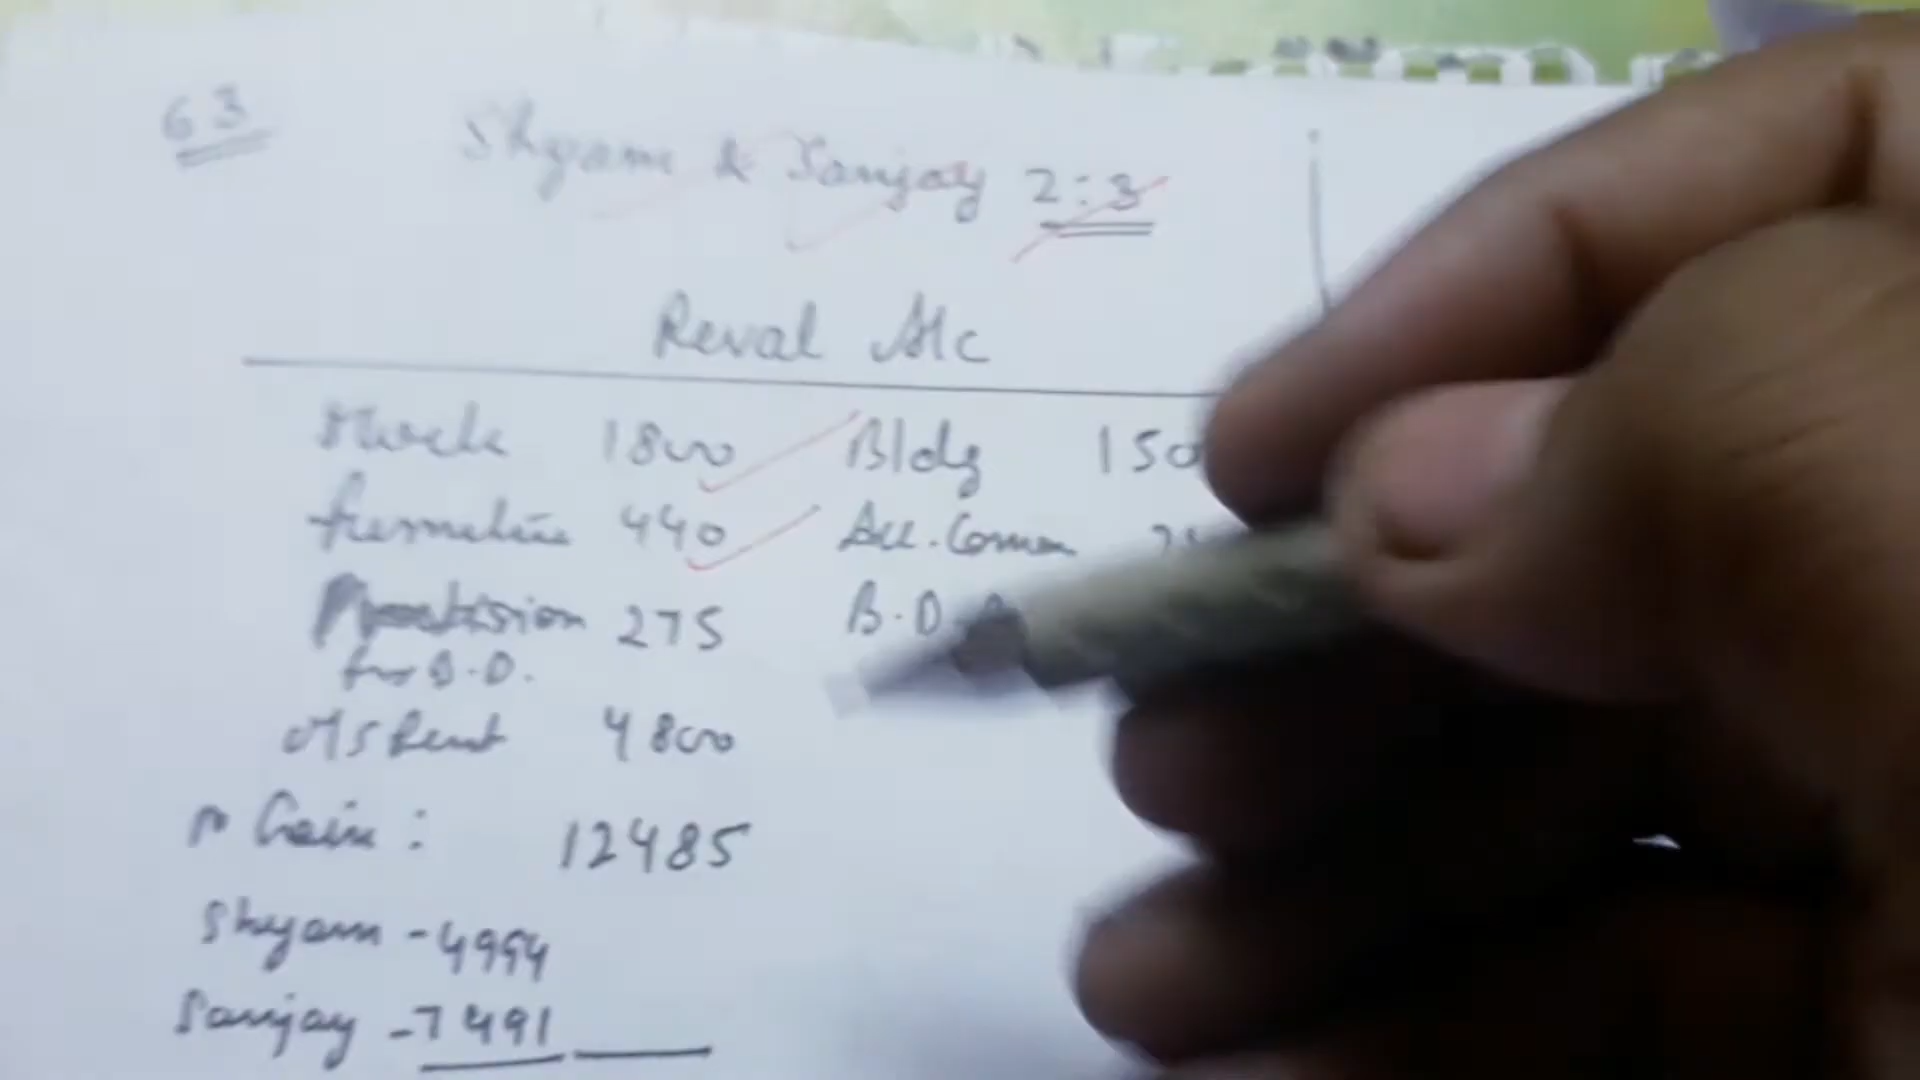 63
Shyam & Sanjay 2:3
Reval A/c
Stock 1800 Bldg 150
furniture 440 Acc. Comm
Provision 275 B.D.
for B.D.
O/s Rent 4800
Gain: 12485
Shyam - 4994
Sanjay - 7491